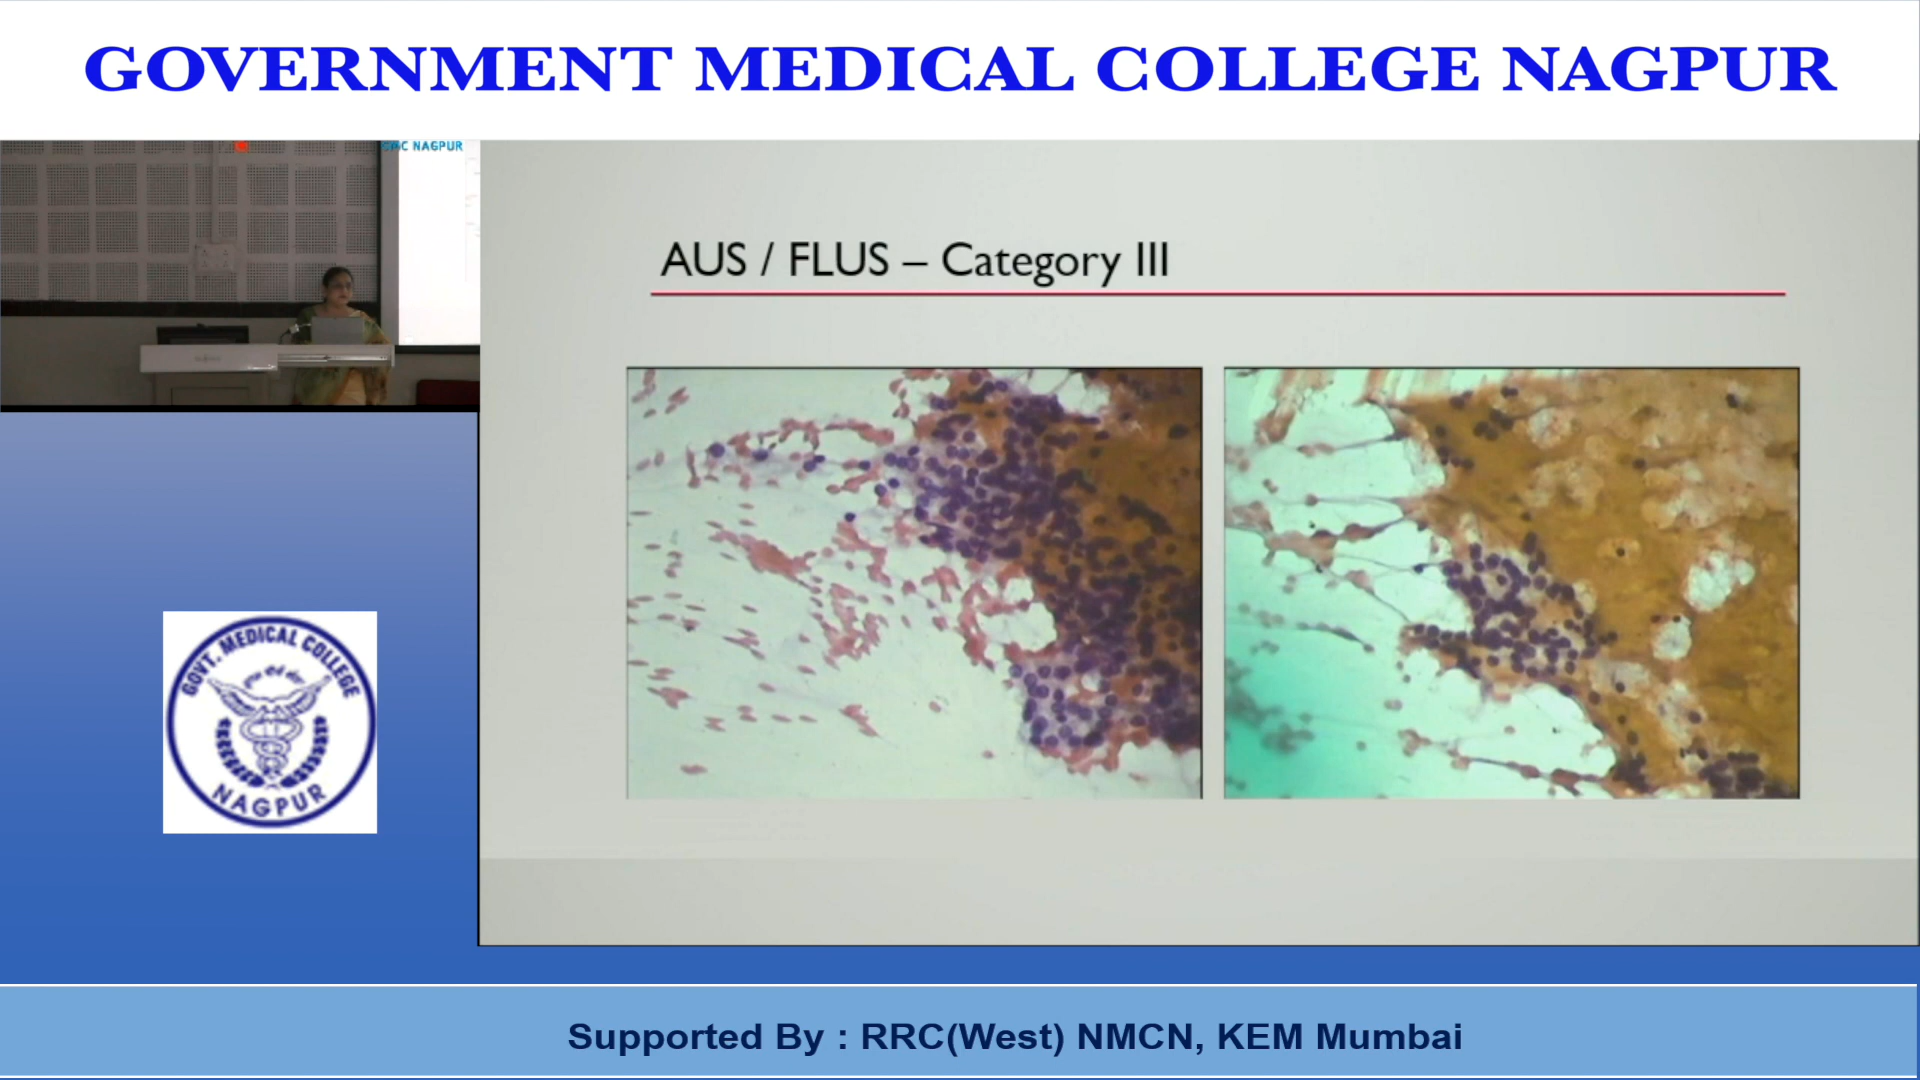 GOVERNMENT MEDICAL COLLEGE NAGPUR
GMC NAGPUR
AUS / FLUS – Category III
GOVT. MEDICAL COLLEGE
NAGPUR
Supported By : RRC(West) NMCN, KEM Mumbai